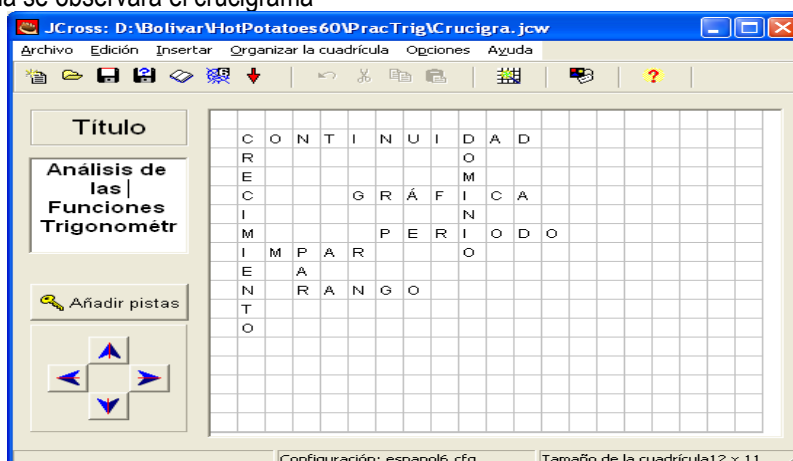 la se observará el crucigrama
JCross: D:\Bolivar\HotPotatoes60\PracTrig\Crucigra.jcw
Archivo Edición Insertar Organizar la cuadrícula Opciones Ayuda
Título
Análisis de
las
Funciones
Trigonométr
Añadir pistas
C O N T I N U I D A D
R O
E M
C G R Á F I C A
I N
M P E R I O D O
I M P A R O
E A
N R A N G O
T
O
Configuración: espanol6.cfg Tamaño de la cuadrícula12 x 11